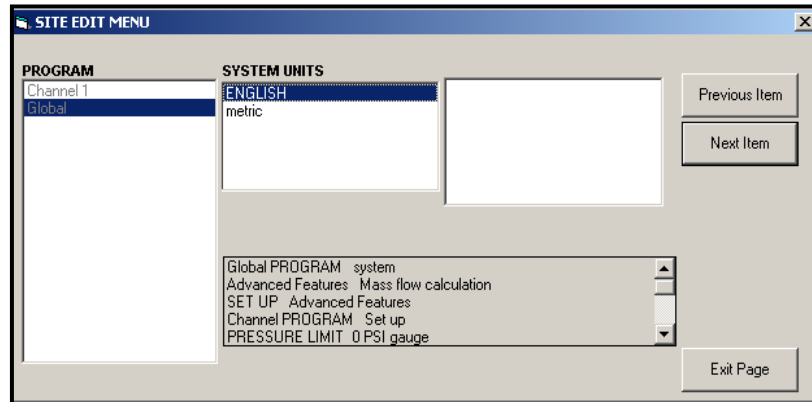 SITE EDIT MENU
PROGRAM
Channel 1
Global
SYSTEM UNITS
ENGLISH
metric
Previous Item
Next Item
Global PROGRAM system
Advanced Features Mass flow calculation
SET UP Advanced Features
Channel PROGRAM Set up
PRESSURE LIMIT 0 PSI gauge
Exit Page